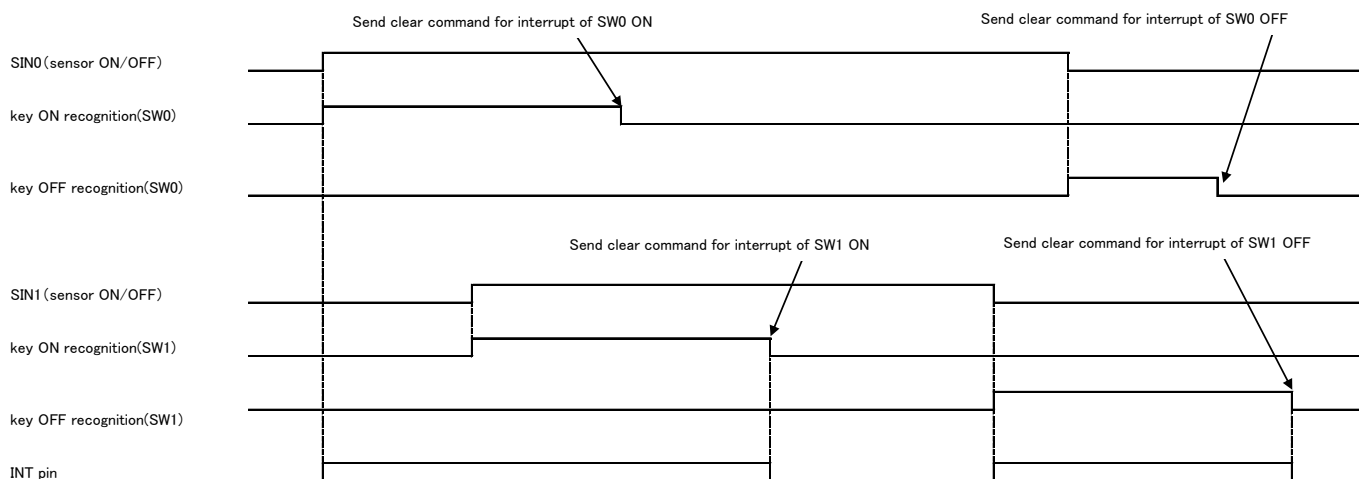 Send clear command for interrupt of SW0 ON
Send clear command for interrupt of SW0 OFF
SIN0(sensor ON/OFF)
key ON recognition(SW0)
key OFF recognition(SW0)
Send clear command for interrupt of SW1 ON
Send clear command for interrupt of SW1 OFF
SIN1(sensor ON/OFF)
key ON recognition(SW1)
key OFF recognition(SW1)
INT pin